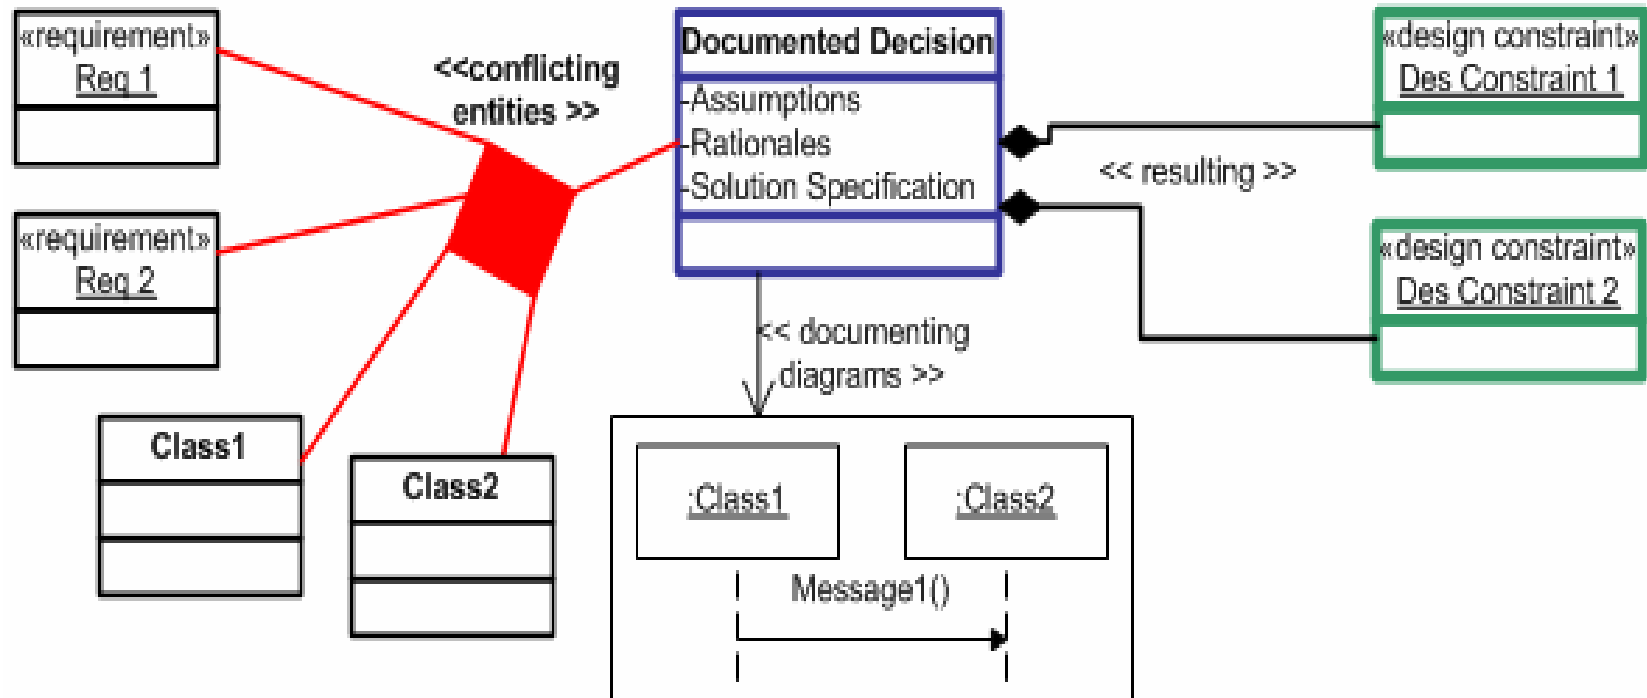 «requirement»
Req 1
<<conflicting
entities >>
Documented Decision
-Assumptions
-Rationales
-Solution Specification
«design constraint»
Des Constraint 1
<< resulting >>
«requirement»
Req 2
«design constraint»
Des Constraint 2
<< documenting
diagrams >>
Class1
Class2
:Class1
:Class2
Message1()